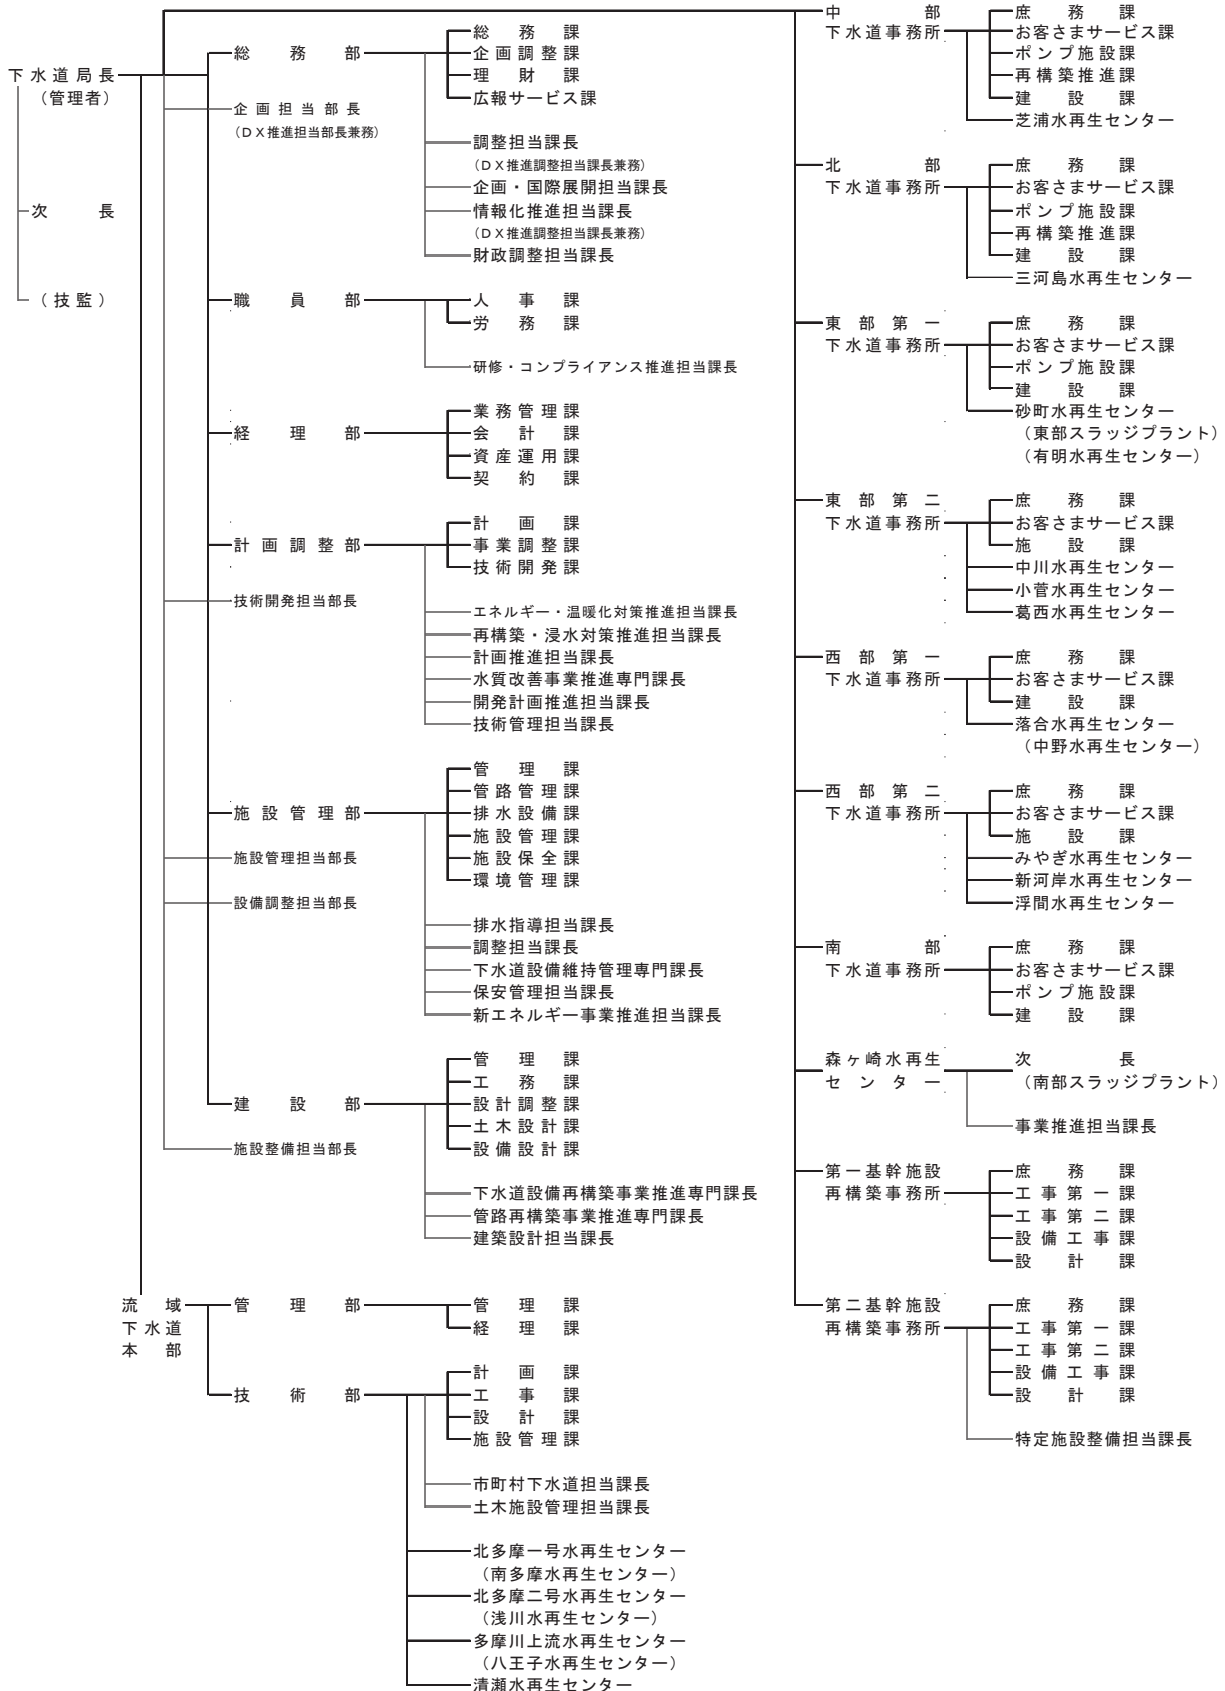 下水道局長
（管理者）
次長
（技監）
総務部
総務課
企画調整課
理財課
広報サービス課
企画担当部長
（ＤＸ推進担当部長兼務）
調整担当課長
（ＤＸ推進調整担当課長兼務）
企画・国際展開担当課長
情報化推進担当課長
（ＤＸ推進調整担当課長兼務）
財政調整担当課長
職員部
人事課
労務課
研修・コンプライアンス推進担当課長
経理部
業務管理課
会計課
資産運用課
契約課
計画調整部
計画課
事業調整課
技術開発課
技術開発担当部長
エネルギー・温暖化対策推進担当課長
再構築・浸水対策推進担当課長
計画推進担当課長
水質改善事業推進専門課長
開発計画推進担当課長
技術管理担当課長
施設管理部
管理課
管路管理課
排水設備課
施設管理課
施設保全課
環境管理課
施設管理担当部長
設備調整担当部長
排水指導担当課長
調整担当課長
下水道設備維持管理専門課長
保安管理担当課長
新エネルギー事業推進担当課長
建設部
管理課
工務課
設計調整課
土木設計課
設備設計課
施設整備担当部長
下水道設備再構築事業推進専門課長
管路再構築事業推進専門課長
建築設計担当課長
流域
下水道
本部
管理部
管理課
経理課
技術部
計画課
工事課
設計課
施設管理課
市町村下水道担当課長
土木施設管理担当課長
北多摩一号水再生センター
（南多摩水再生センター）
北多摩二号水再生センター
（浅川水再生センター）
多摩川上流水再生センター
（八王子水再生センター）
清瀬水再生センター
中部
下水道事務所
庶務課
お客さまサービス課
ポンプ施設課
再構築推進課
建設課
芝浦水再生センター
北部
下水道事務所
庶務課
お客さまサービス課
ポンプ施設課
再構築推進課
建設課
三河島水再生センター
東部第一
下水道事務所
庶務課
お客さまサービス課
ポンプ施設課
建設課
砂町水再生センター
（東部スラッジプラント）
（有明水再生センター）
東部第二
下水道事務所
庶務課
お客さまサービス課
施設課
中川水再生センター
小菅水再生センター
葛西水再生センター
西部第一
下水道事務所
庶務課
お客さまサービス課
建設課
落合水再生センター
（中野水再生センター）
西部第二
下水道事務所
庶務課
お客さまサービス課
施設課
みやぎ水再生センター
新河岸水再生センター
浮間水再生センター
南部
下水道事務所
庶務課
お客さまサービス課
ポンプ施設課
建設課
森ヶ崎水再生
センター
次長
（南部スラッジプラント）
事業推進担当課長
第一基幹施設
再構築事務所
庶務課
工事第一課
工事第二課
設備工事課
設計課
第二基幹施設
再構築事務所
庶務課
工事第一課
工事第二課
設備工事課
設計課
特定施設整備担当課長